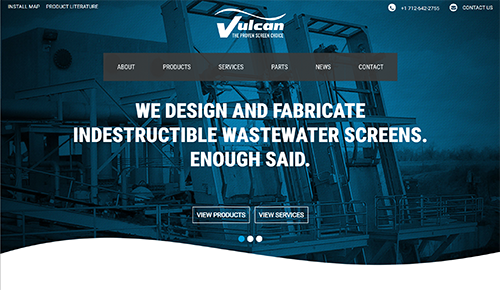 INSTALL MAP PRODUCT LITERATURE
+1 712-642-2755 CONTACT US
Vulcan
THE PROVEN SCREEN CHOICE
ABOUT PRODUCTS SERVICES PARTS NEWS CONTACT
WE DESIGN AND FABRICATE
INDESTRUCTIBLE WASTEWATER SCREENS.
ENOUGH SAID.
VIEW PRODUCTS VIEW SERVICES